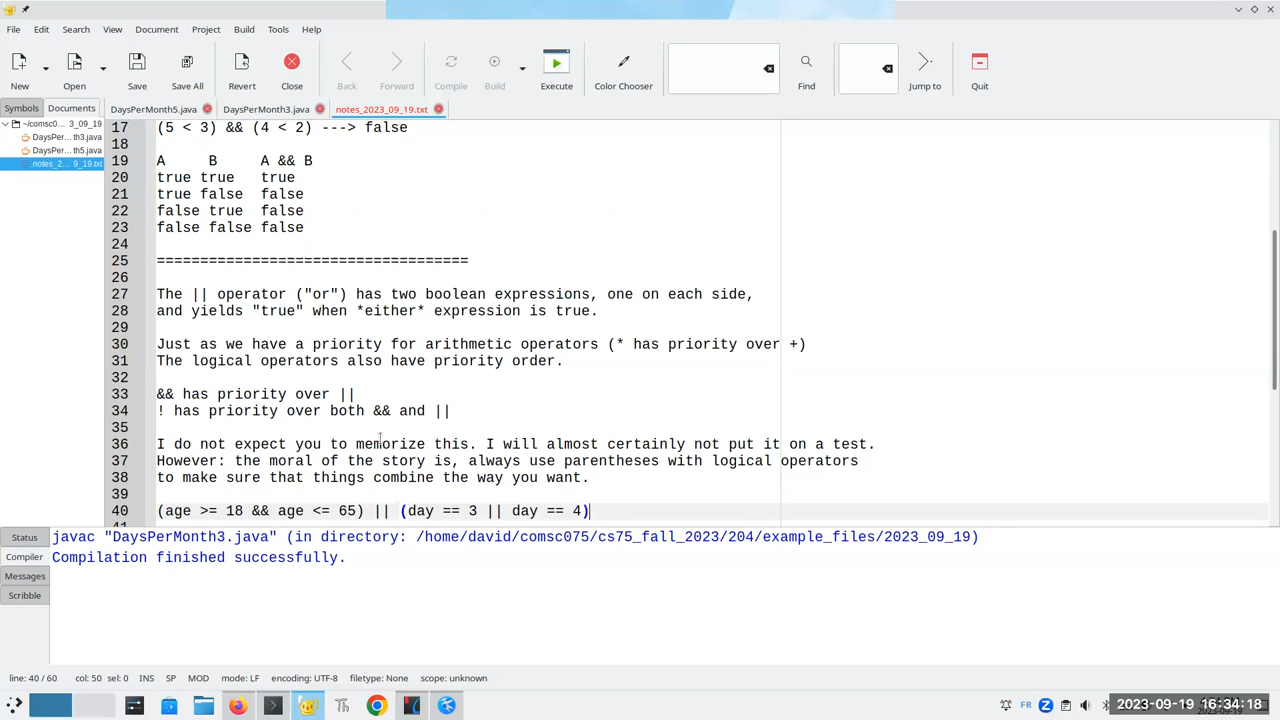 File Edit Search View Document Project Build Tools Help
New Open Save Save All Revert Close Back Forward Compile Build Execute Color Chooser Find Jump to Quit
Symbols Documents DaysPerMonth5.java DaysPerMonth3.java notes_2023_09_19.txt
~/comsc0... 3_09_19
DaysPer...th3.java
DaysPer...th5.java
notes_2... 9_19.txt
17 (5 < 3) && (4 < 2) ---> false
18
19 A B A && B
20 true true true
21 true false false
22 false true false
23 false false false
24
25 ====================================
26
27 The || operator ("or") has two boolean expressions, one on each side,
28 and yields "true" when *either* expression is true.
29
30 Just as we have a priority for arithmetic operators (* has priority over +)
31 The logical operators also have priority order.
32
33 && has priority over ||
34 ! has priority over both && and ||
35
36 I do not expect you to memorize this. I will almost certainly not put it on a test.
37 However: the moral of the story is, always use parentheses with logical operators
38 to make sure that things combine the way you want.
39
40 (age >= 18 && age <= 65) || (day == 3 || day == 4)
Status
Compiler
Messages
Scribble
javac "DaysPerMonth3.java" (in directory: /home/david/comsc075/cs75_fall_2023/204/example_files/2023_09_19)
Compilation finished successfully.
line: 40 / 60 col: 50 sel: 0 INS SP MOD mode: LF encoding: UTF-8 filetype: None scope: unknown
FR 2023-09-19 16:34:18